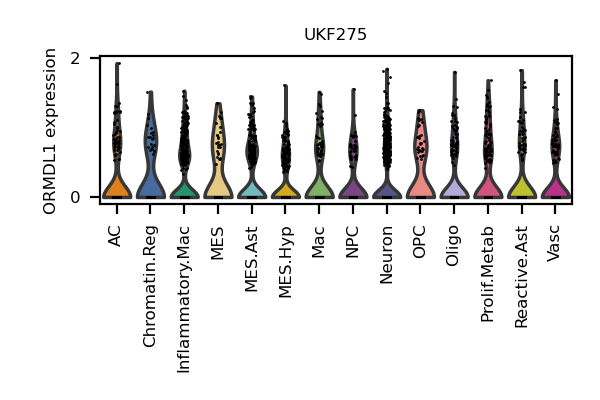 UKF275
ORMDL1 expression
2
0
AC
Chromatin.Reg
Inflammatory.Mac
MES
MES.Ast
MES.Hyp
Mac
NPC
Neuron
OPC
Oligo
Prolif.Metab
Reactive.Ast
Vasc